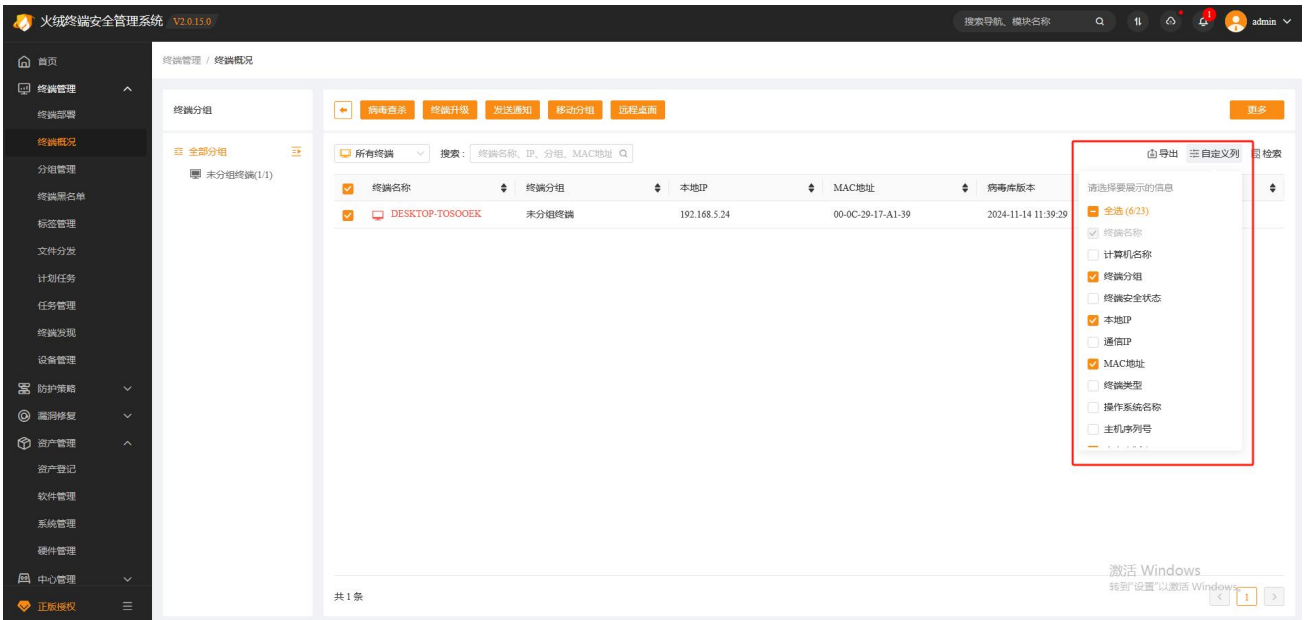 火绒终端安全管理系统 V2.0.15.0
搜索导航、模块名称
1
admin
首页
终端管理
终端部署
终端概况
分组管理
终端黑名单
标签管理
文件分发
计划任务
任务管理
终端发现
设备管理
防护策略
漏洞修复
资产管理
资产登记
软件管理
系统管理
硬件管理
中心管理
正版授权
终端管理 / 终端概况
终端分组
全部分组
未分组终端(1/1)
病毒查杀 终端升级 发送通知 移动分组 远程桌面 更多
所有终端 搜索: 终端名称、IP、分组、MAC地址
导出 自定义列 检索
终端名称 终端分组 本地IP MAC地址 病毒库版本
DESKTOP-TOSOOEK 未分组终端 192.168.5.24 00-0C-29-17-A1-39 2024-11-14 11:39:29
请选择要展示的信息
全选 (6/23)
终端名称
计算机名称
终端分组
终端安全状态
本地IP
通信IP
MAC地址
终端类型
操作系统名称
主机序列号
激活 Windows
转到"设置"以激活 Windows。
共 1 条
1